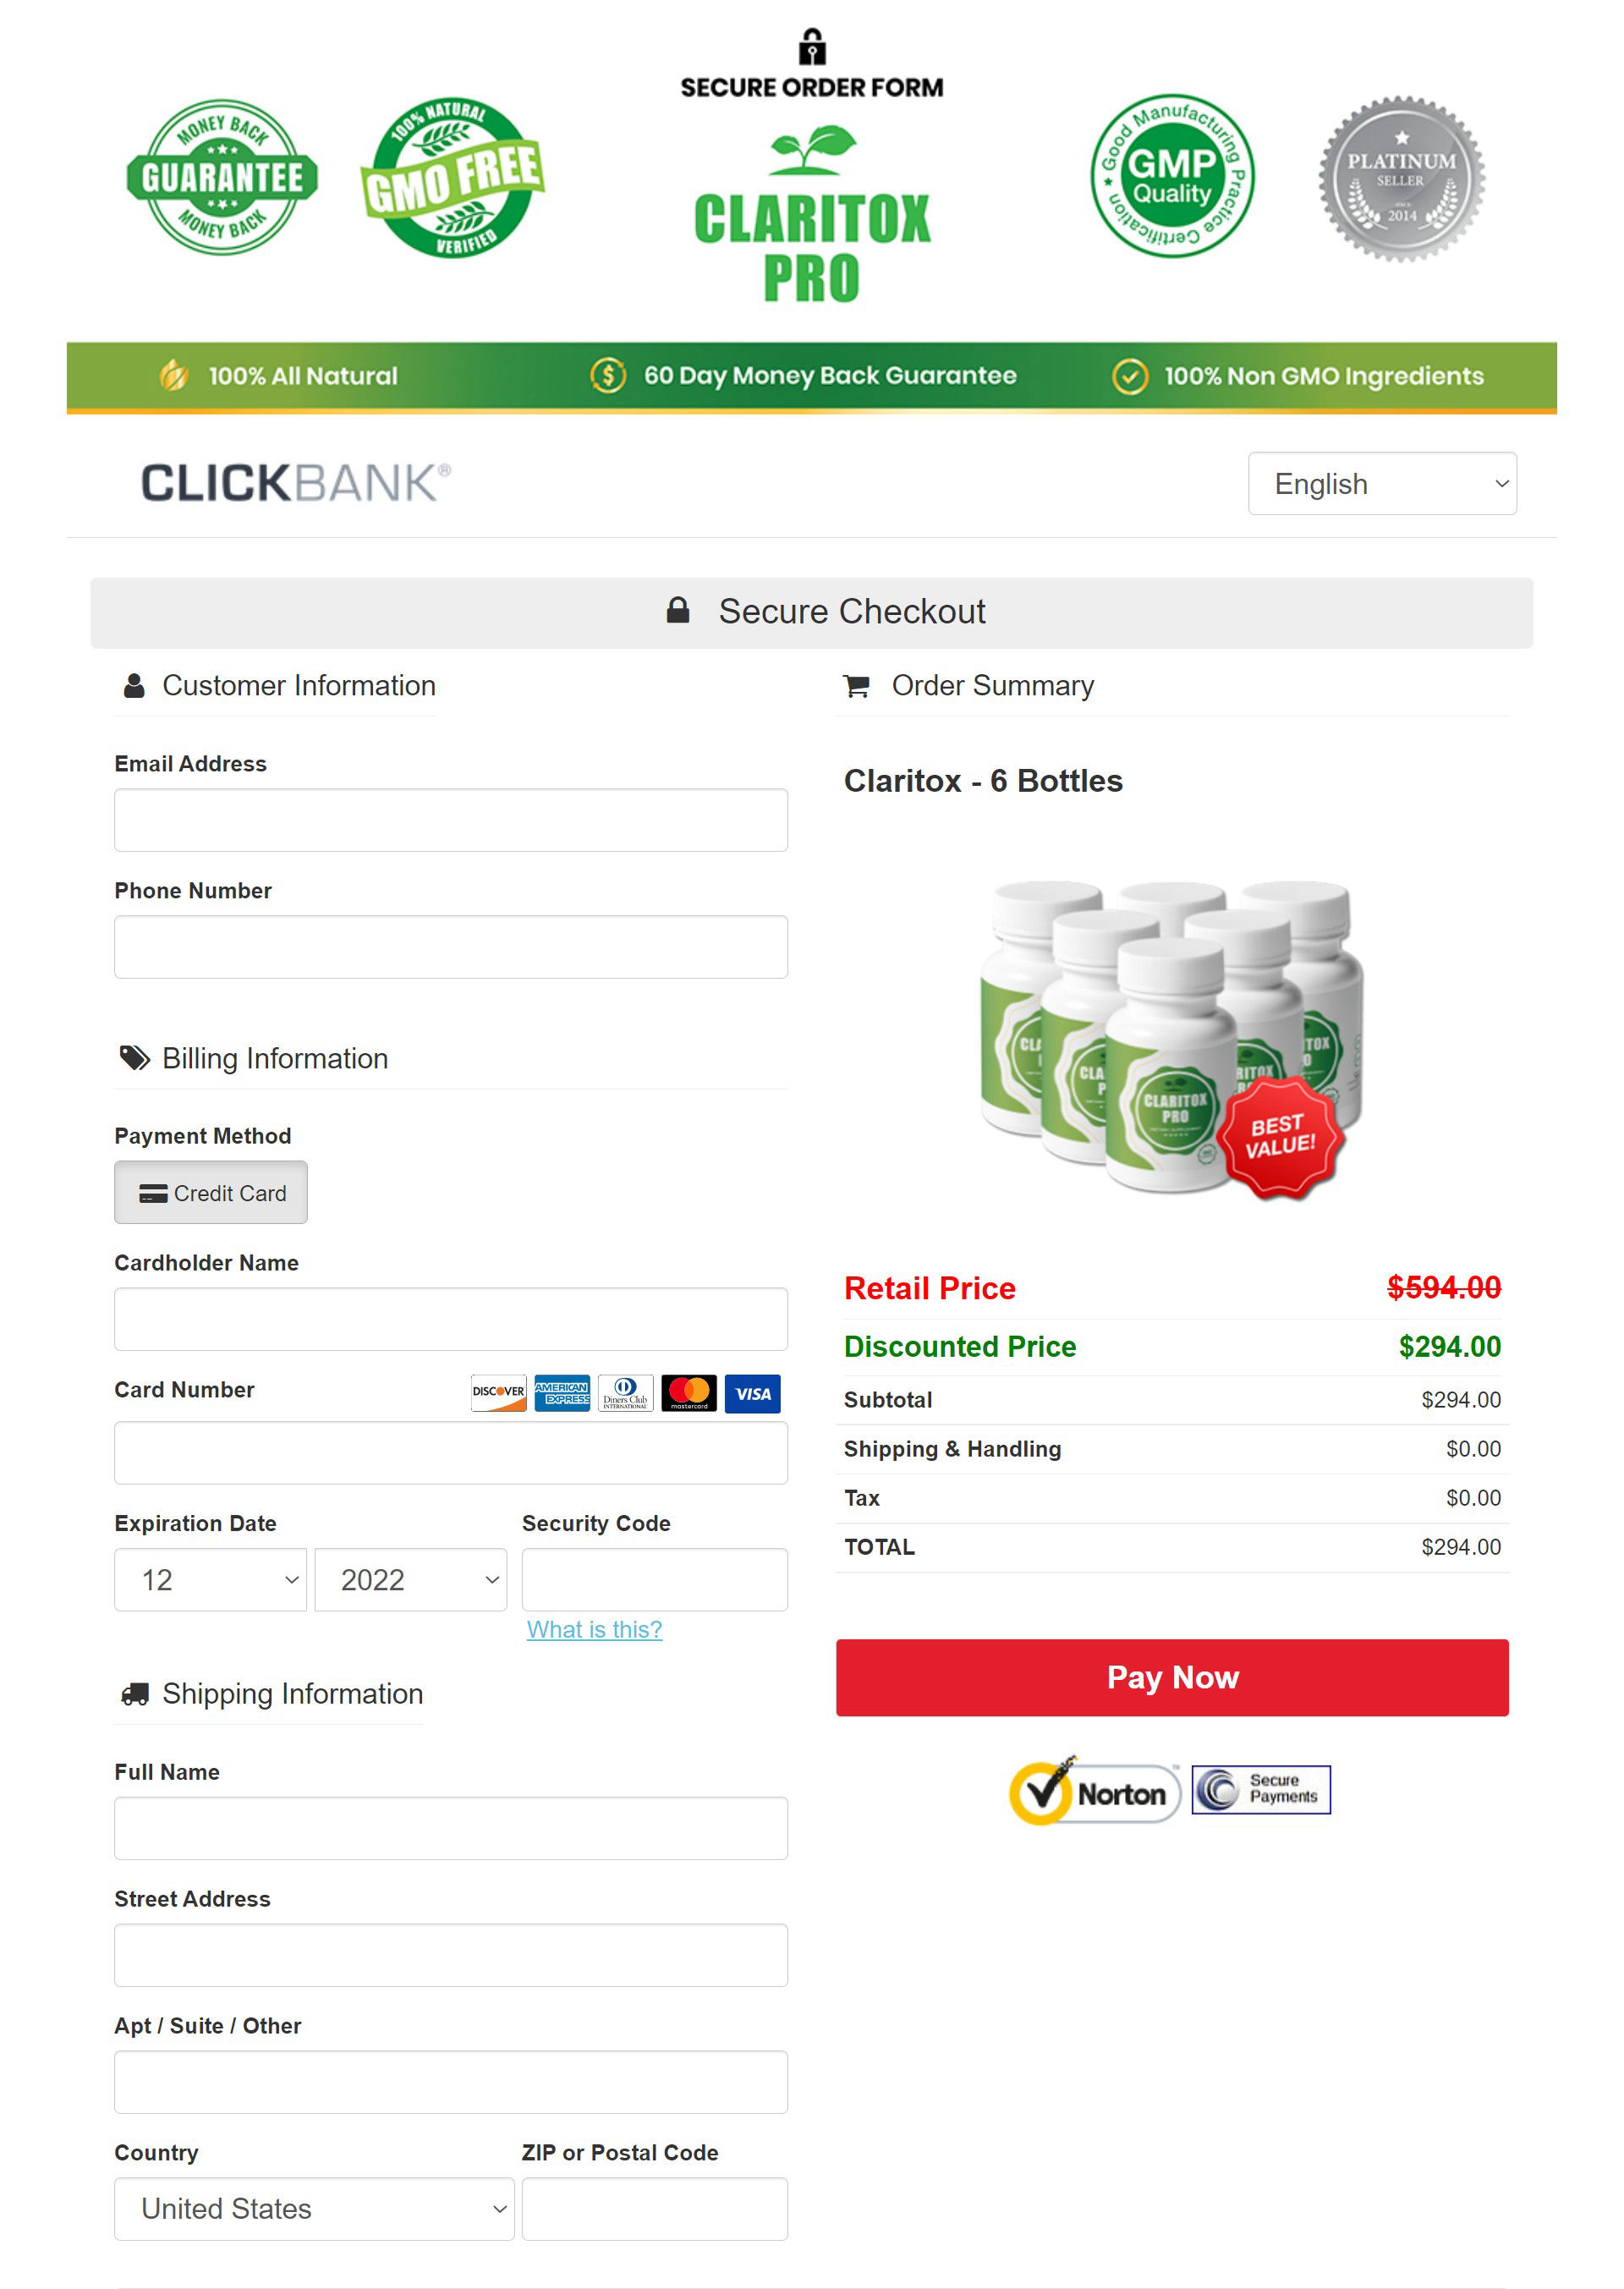 SECURE ORDER FORM
MONEY BACK
GUARANTEE
MONEY BACK
100% NATURAL
GMO FREE
VERIFIED
CLARITOX
PRO
Good Manufacturing Practice Certification
GMP
Quality
PLATINUM
SELLER
SINCE
2014
100% All Natural
60 Day Money Back Guarantee
100% Non GMO Ingredients
CLICKBANK®
English
Secure Checkout
Customer Information
Email Address
Phone Number
Billing Information
Payment Method
Credit Card
Cardholder Name
Card Number
DISCOVER
AMERICAN
EXPRESS
Diners Club
INTERNATIONAL
mastercard
VISA
Expiration Date
Security Code
12
2022
What is this?
Shipping Information
Full Name
Street Address
Apt / Suite / Other
Country
ZIP or Postal Code
United States
Order Summary
Claritox - 6 Bottles
CLARITOX
PRO
BEST
VALUE!
Retail Price $594.00
Discounted Price $294.00
Subtotal $294.00
Shipping & Handling $0.00
Tax $0.00
TOTAL $294.00
Pay Now
Norton
Secure
Payments